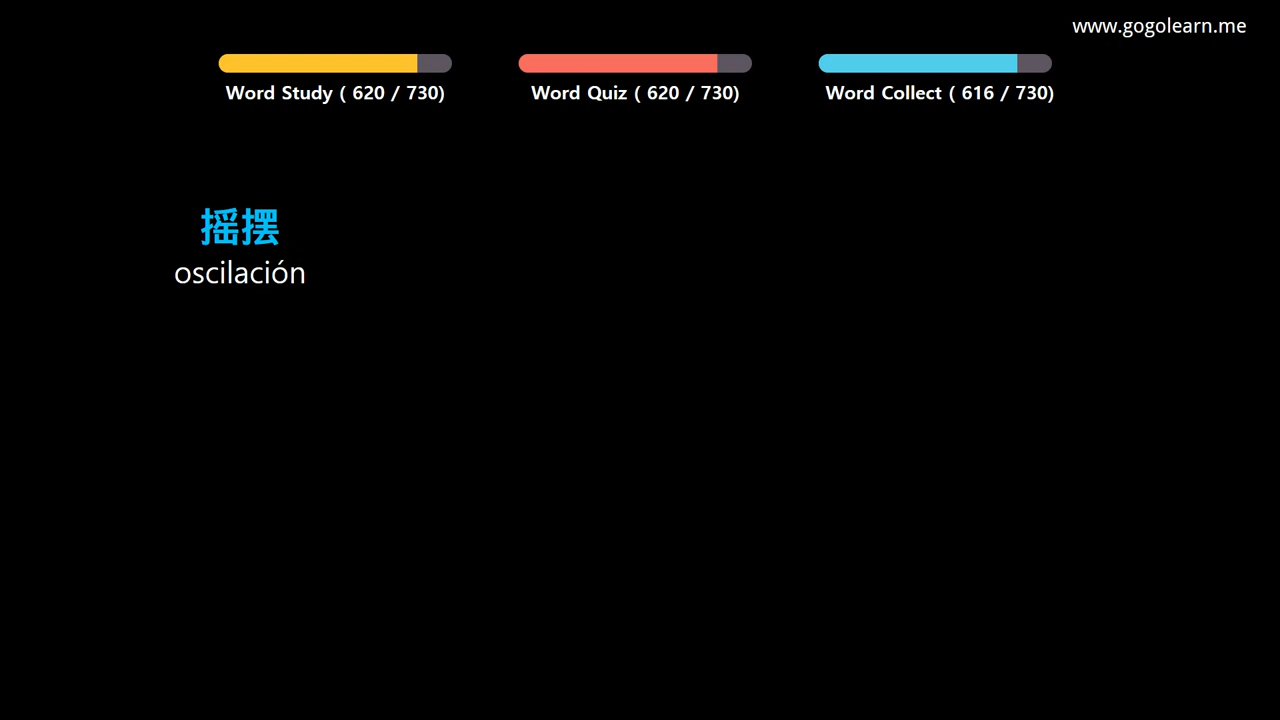 www.gogolearn.me
Word Study ( 620 / 730)
Word Quiz ( 620 / 730)
Word Collect ( 616 / 730)
摇摆
oscilación